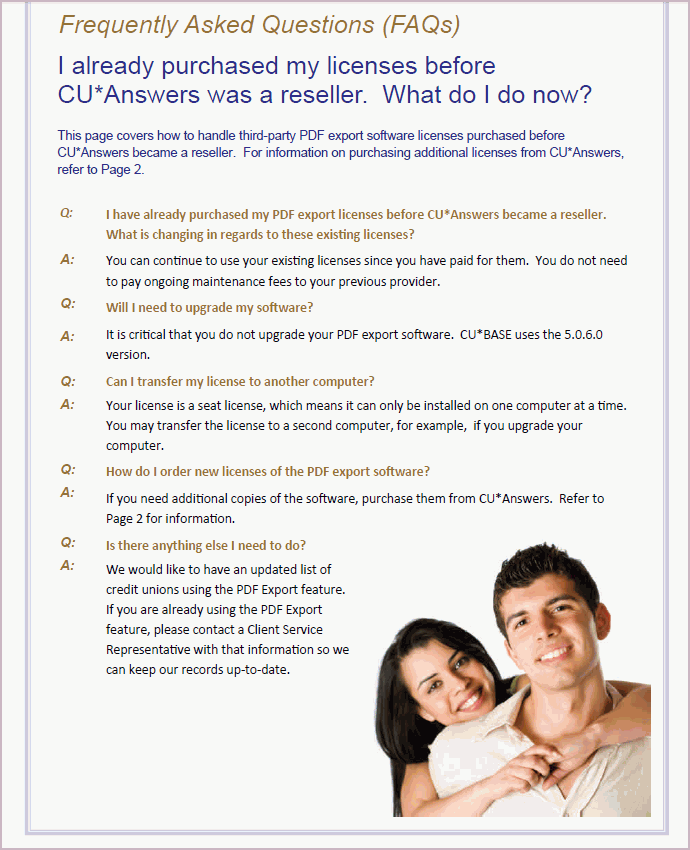 Frequently Asked Questions (FAQs)
I already purchased my licenses before
CU*Answers was a reseller.  What do I do now?
This page covers how to handle third-party PDF export software licenses purchased before
CU*Answers became a reseller.  For information on purchasing additional licenses from CU*Answers,
refer to Page 2.
Q: I have already purchased my PDF export licenses before CU*Answers became a reseller.
What is changing in regards to these existing licenses?
A: You can continue to use your existing licenses since you have paid for them.  You do not need
to pay ongoing maintenance fees to your previous provider.
Q: Will I need to upgrade my software?
A: It is critical that you do not upgrade your PDF export software.  CU*BASE uses the 5.0.6.0
version.
Q: Can I transfer my license to another computer?
A: Your license is a seat license, which means it can only be installed on one computer at a time.
You may transfer the license to a second computer, for example,  if you upgrade your
computer.
Q: How do I order new licenses of the PDF export software?
A: If you need additional copies of the software, purchase them from CU*Answers.  Refer to
Page 2 for information.
Q: Is there anything else I need to do?
A: We would like to have an updated list of
credit unions using the PDF Export feature.
If you are already using the PDF Export
feature, please contact a Client Service
Representative with that information so we
can keep our records up-to-date.